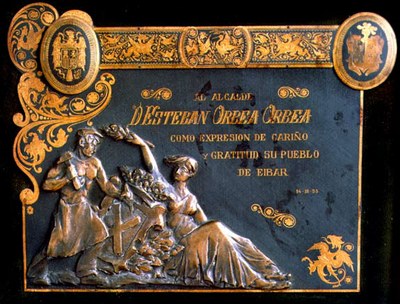 AL ALCALDE
D. ESTEBAN ORBEA ORBEA
COMO EXPRESION DE CARIÑO
Y GRATITUD SU PUEBLO
DE EIBAR